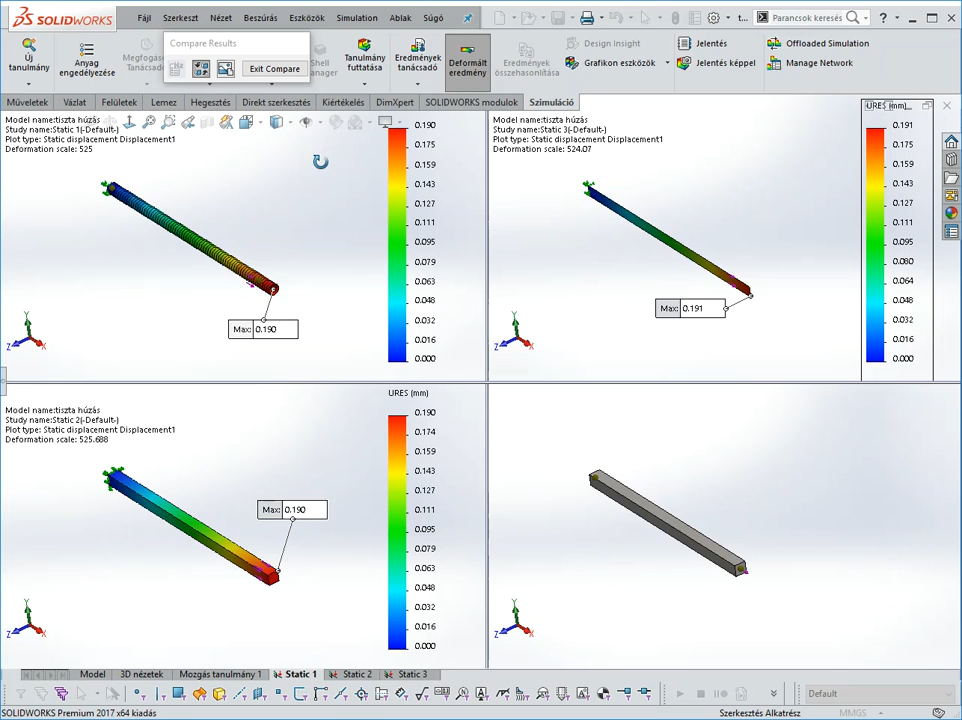 SOLIDWORKS
Fájl Szerkeszt Nézet Beszúrás Eszközök Simulation Ablak Súgó
t...
Parancsok keresés
?
Compare Results
Exit Compare
Új tanulmány
Anyag engedélyezése
Megfogás
Tanácsadó
Shell
Manager
Tanulmány futtatása
Eredmények tanácsadó
Deformált eredmény
Eredmények összehasonlítása
Design Insight
Grafikon eszközök
Jelentés
Jelentés képpel
Offloaded Simulation
Manage Network
Műveletek Vázlat Felületek Lemez Hegesztés Direkt szerkesztés Kiértékelés DimXpert SOLIDWORKS modulok Szimuláció
Model name:tiszta húzás
Study name:Static 1(-Default-)
Plot type: Static displacement Displacement1
Deformation scale: 525
0.190
0.175
0.159
0.143
0.127
0.111
0.095
0.079
0.063
0.048
0.032
0.016
0.000
Max: 0.190
Y
Z
X
Model name:tiszta húzás
Study name:Static 3(-Default-)
Plot type: Static displacement Displacement1
Deformation scale: 524.07
URES (mm)
0.191
0.175
0.159
0.143
0.127
0.111
0.095
0.080
0.064
0.048
0.032
0.016
0.000
Max: 0.191
Y
Z
X
Model name:tiszta húzás
Study name:Static 2(-Default-)
Plot type: Static displacement Displacement1
Deformation scale: 525.688
URES (mm)
0.190
0.174
0.159
0.143
0.127
0.111
0.095
0.079
0.063
0.048
0.032
0.016
0.000
Max: 0.190
Y
Z
X
Y
Z
X
Model 3D nézetek Mozgás tanulmány 1 Static 1 Static 2 Static 3
Default
SOLIDWORKS Premium 2017 x64 kiadás
Szerkesztés Alkatrész
MMGS